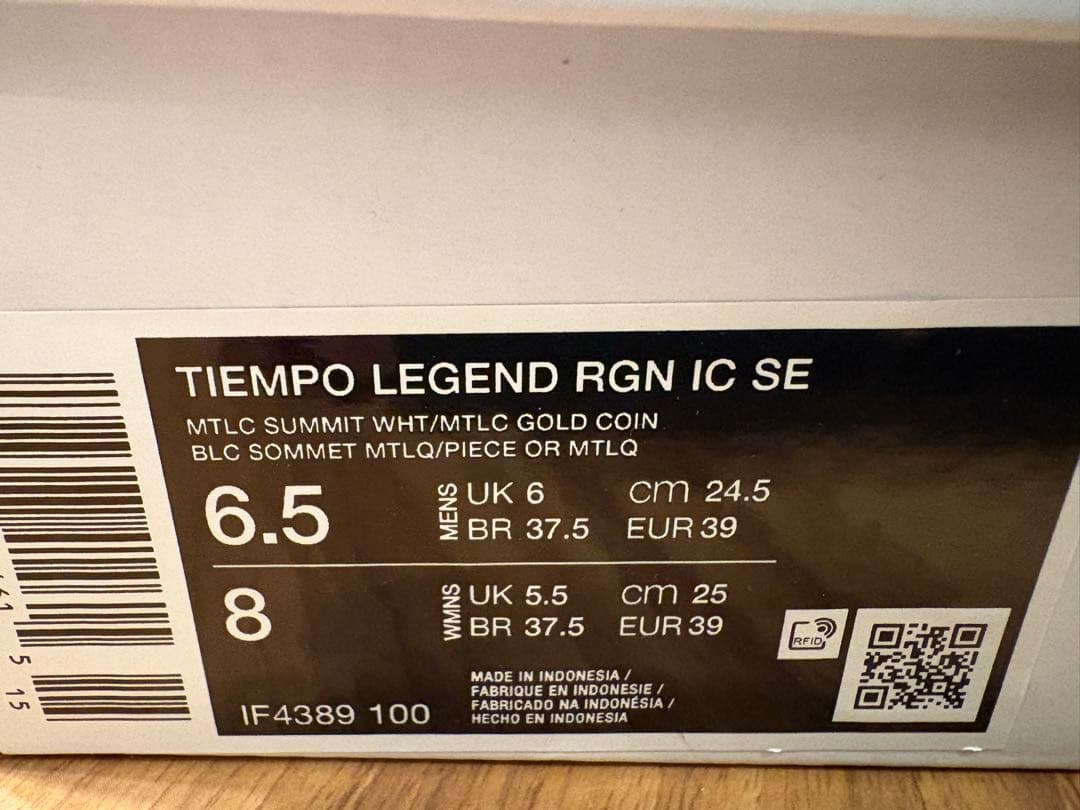 TIEMPO LEGEND RGN IC SE
MTLC SUMMIT WHT/MTLC GOLD COIN
BLC SOMMET MTLQ/PIECE OR MTLQ
6.5 MENS UK 6 cm 24.5
BR 37.5 EUR 39
8 WMNS UK 5.5 cm 25
BR 37.5 EUR 39
RFID
MADE IN INDONESIA /
FABRIQUE EN INDONESIE /
FABRICADO NA INDONÉSIA /
HECHO EN INDONESIA
IF4389 100
5 15